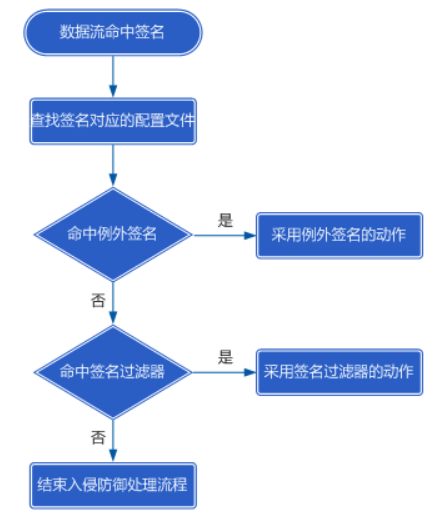 数据流命中签名
查找签名对应的配置文件
命中例外签名
是
采用例外签名的动作
否
命中签名过滤器
是
采用签名过滤器的动作
否
结束入侵防御处理流程